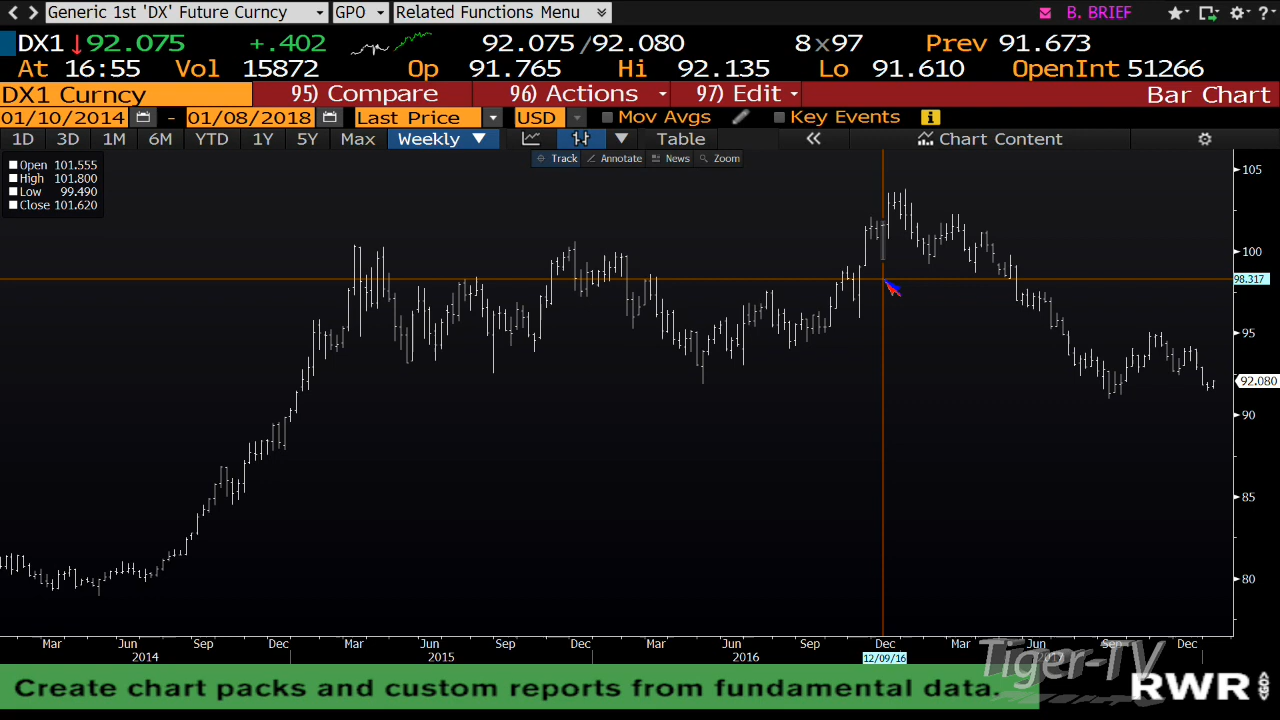 Generic 1st 'DX' Future Curncy GPO Related Functions Menu B. BRIEF ?
DX1 ↓92.075 +.402 92.075/92.080 8x97 Prev 91.673
At 16:55 Vol 15872 Op 91.765 Hi 92.135 Lo 91.610 OpenInt 51266
DX1 Curncy 95) Compare 96) Actions 97) Edit Bar Chart
01/10/2014 - 01/08/2018 Last Price USD Mov Avgs Key Events i
1D 3D 1M 6M YTD 1Y 5Y Max Weekly ▼ Table « Chart Content
Track Annotate News Zoom
Open 101.555
High 101.800
Low 99.490
Close 101.620
105
100
98.317
95
92.080
90
85
80
Mar Jun Sep Dec Mar Jun Sep Dec Mar Jun Sep Dec Mar Jun Sep Dec
2014 2015 2016 12/09/16 2017
Tiger-TV
Create chart packs and custom reports from fundamental data. RWR <GO>